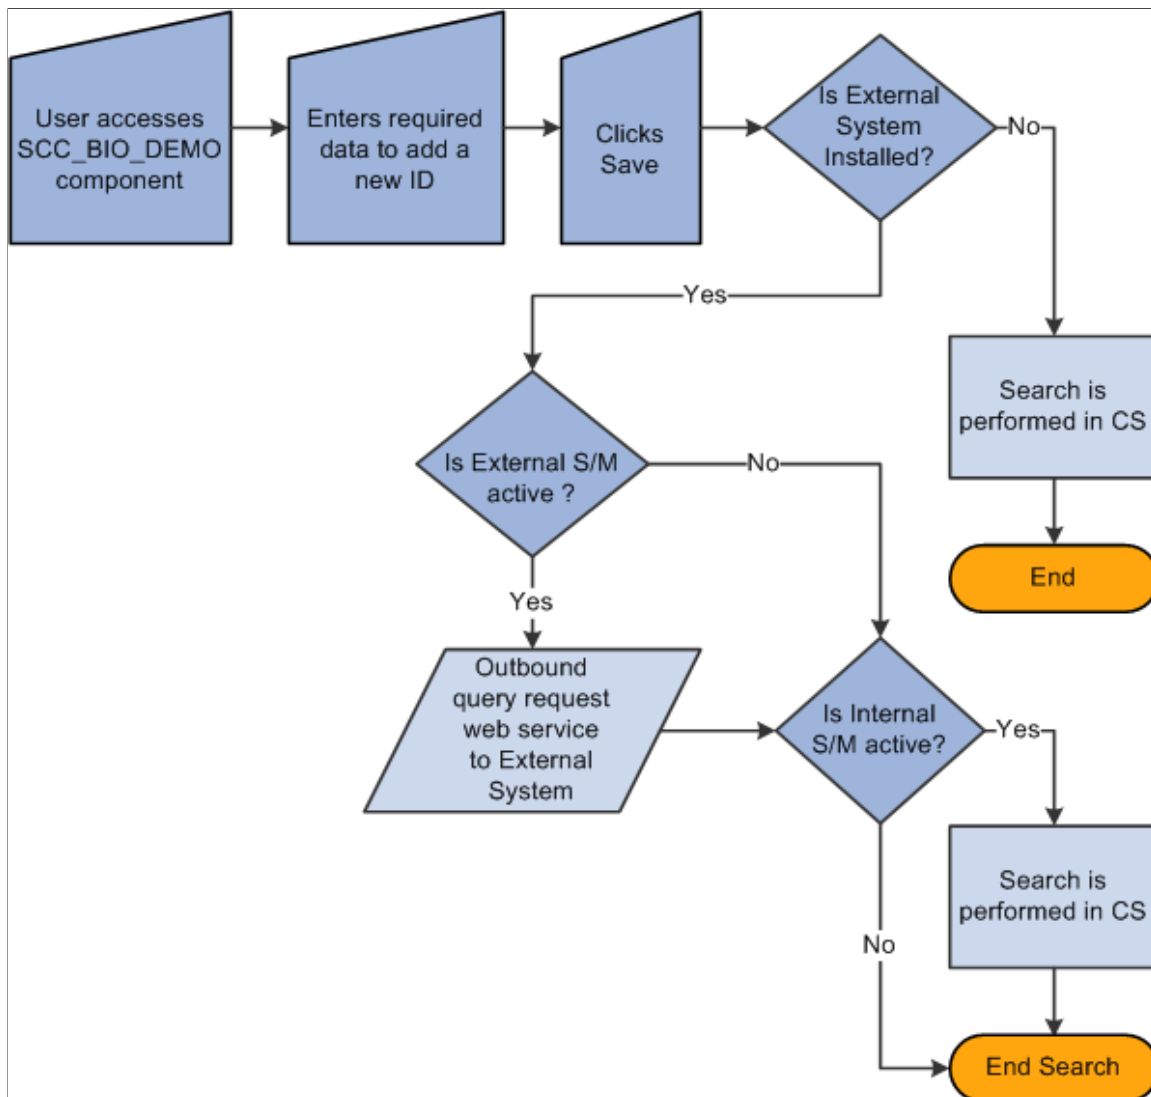 User accesses
SCC_BIO_DEMO
component
Enters required
data to add a
new ID
Clicks
Save
Is External
System
Installed?
No
Yes
Search is
performed in CS
End
Is External S/M
active ?
No
Yes
Outbound
query request
web service
to External
System
Is Internal
S/M active?
Yes
Search is
performed in CS
No
End Search